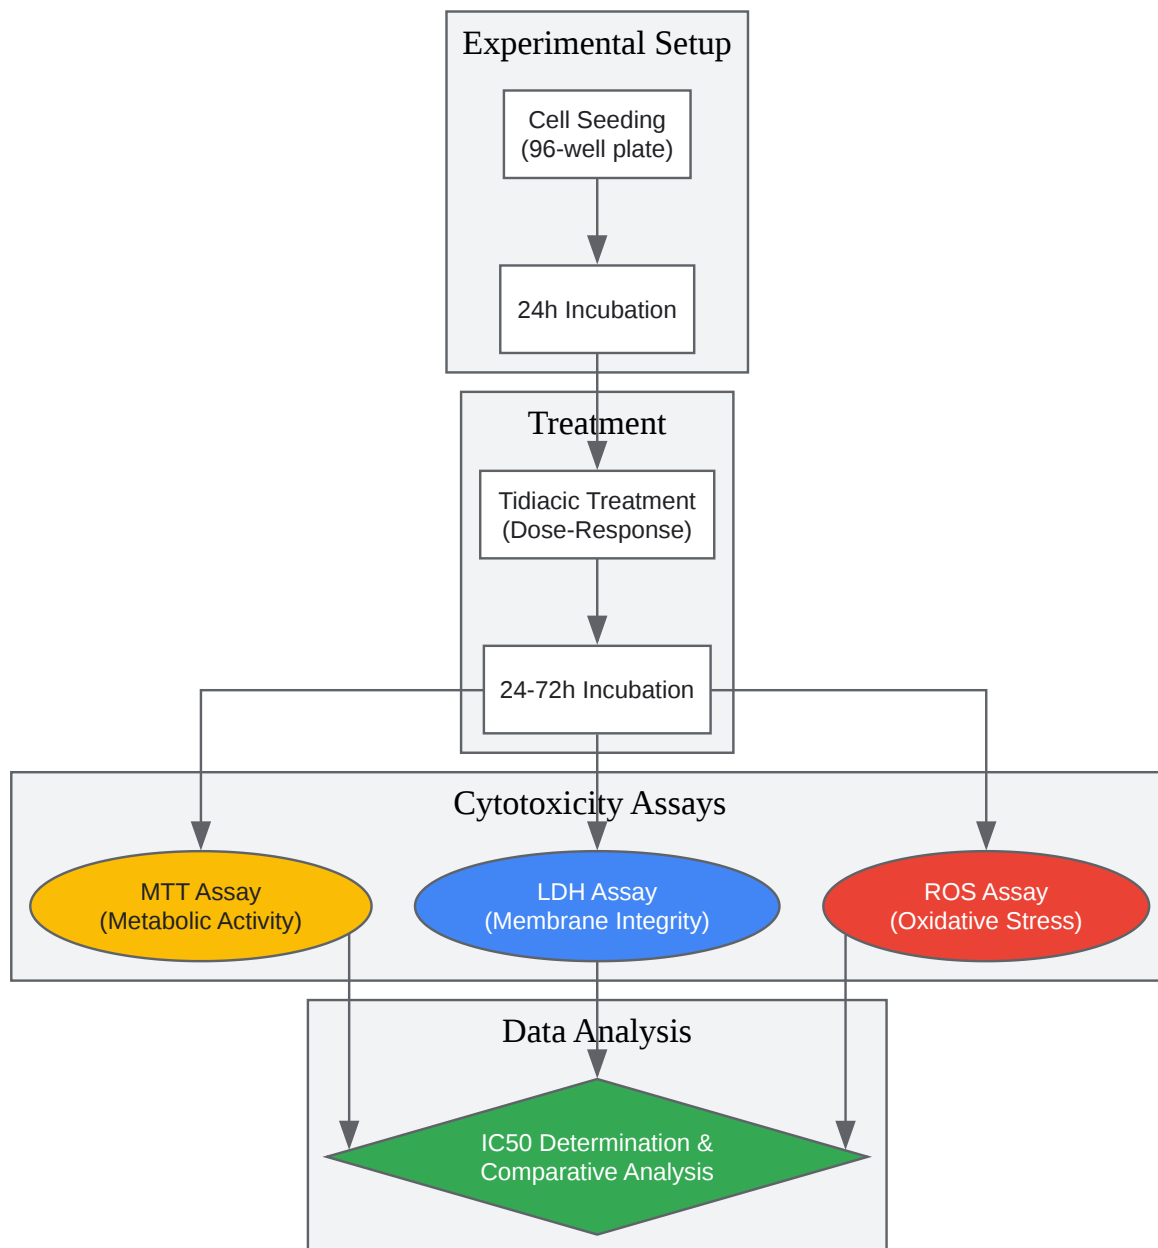 Experimental Setup
Cell Seeding
(96-well plate)
24h Incubation
Treatment
Tidiacic Treatment
(Dose-Response)
24-72h Incubation
Cytotoxicity Assays
MTT Assay
(Metabolic Activity)
LDH Assay
(Membrane Integrity)
ROS Assay
(Oxidative Stress)
Data Analysis
IC50 Determination &
Comparative Analysis